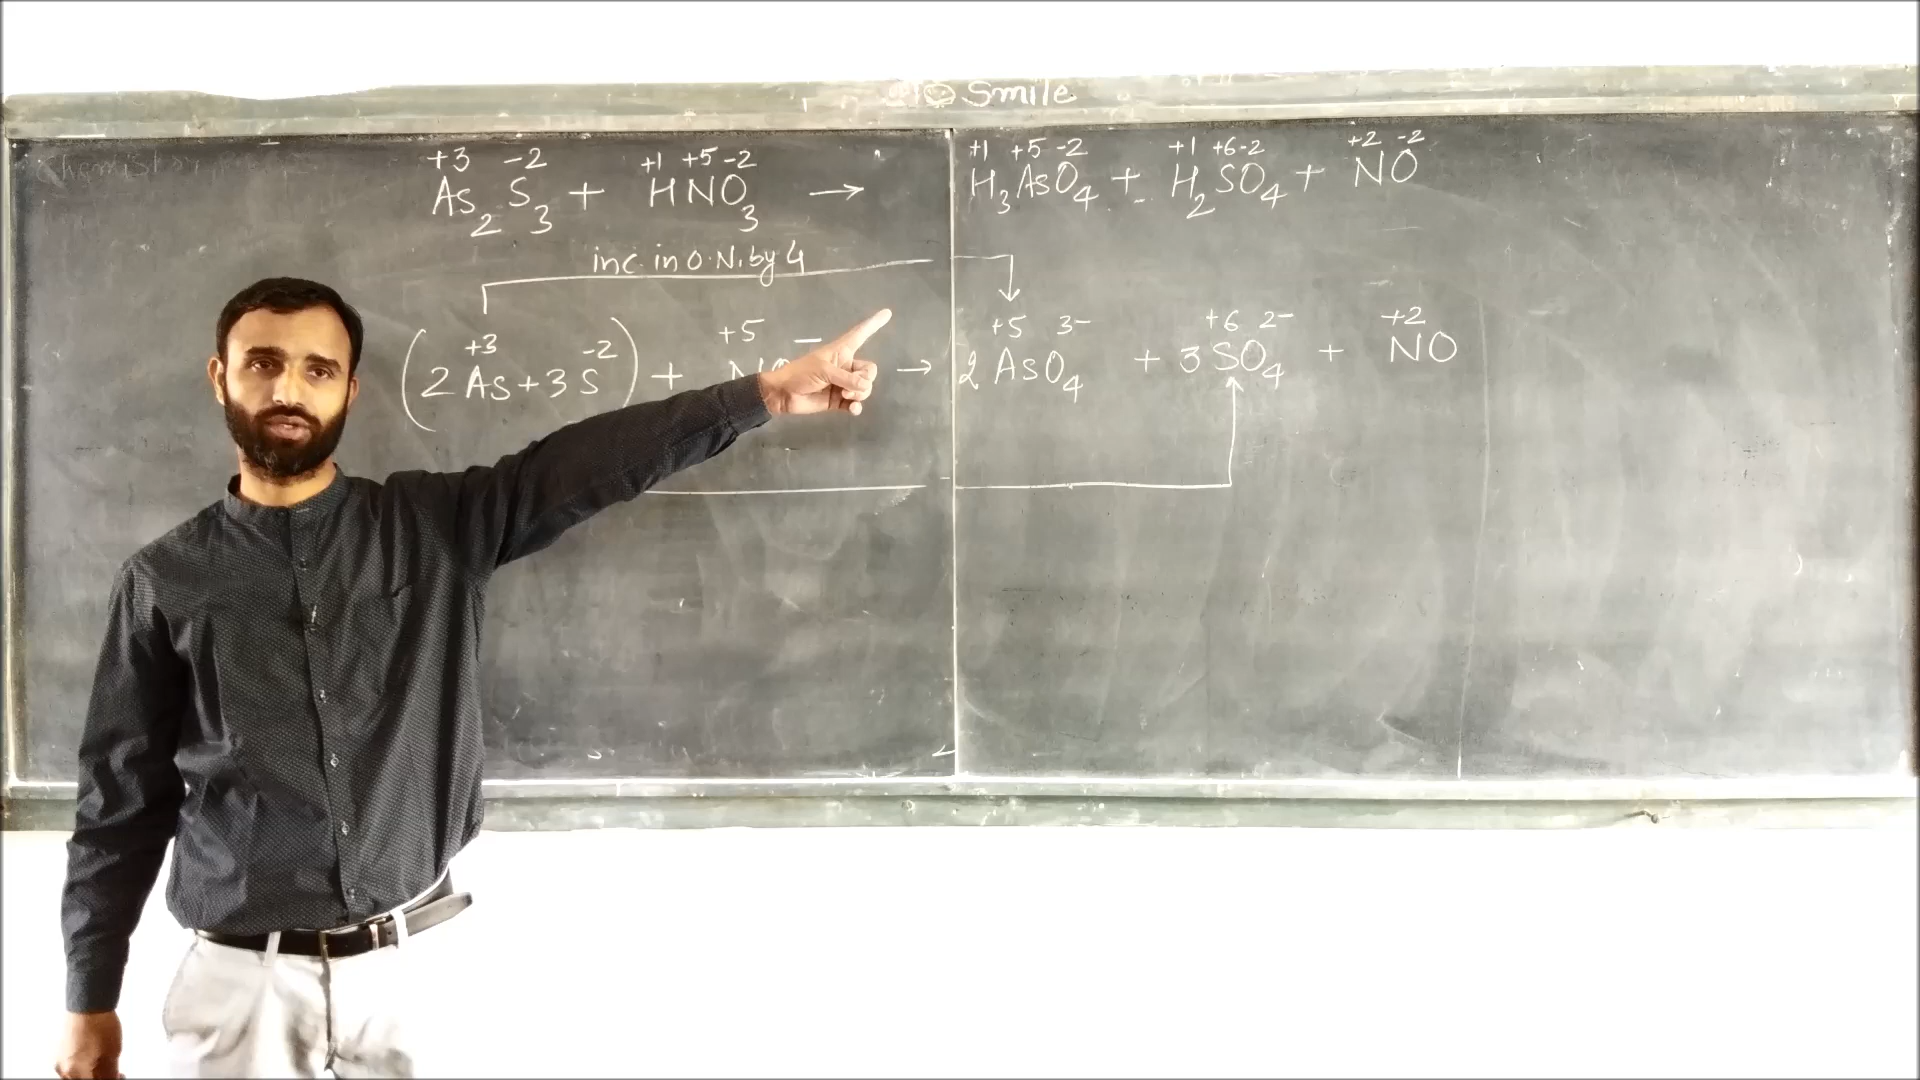 Smile
+3 -2 +1 +5 -2 +1 +5 -2 +1 +6 -2 +2 -2
As₂S₃ + HNO₃ → H₃AsO₄ + H₂SO₄ + NO
inc. in O.N. by 4
+3 -2 +5 – +5 3– +6 2– +2
(2As + 3S) + NO → 2AsO₄ + 3SO₄ + NO